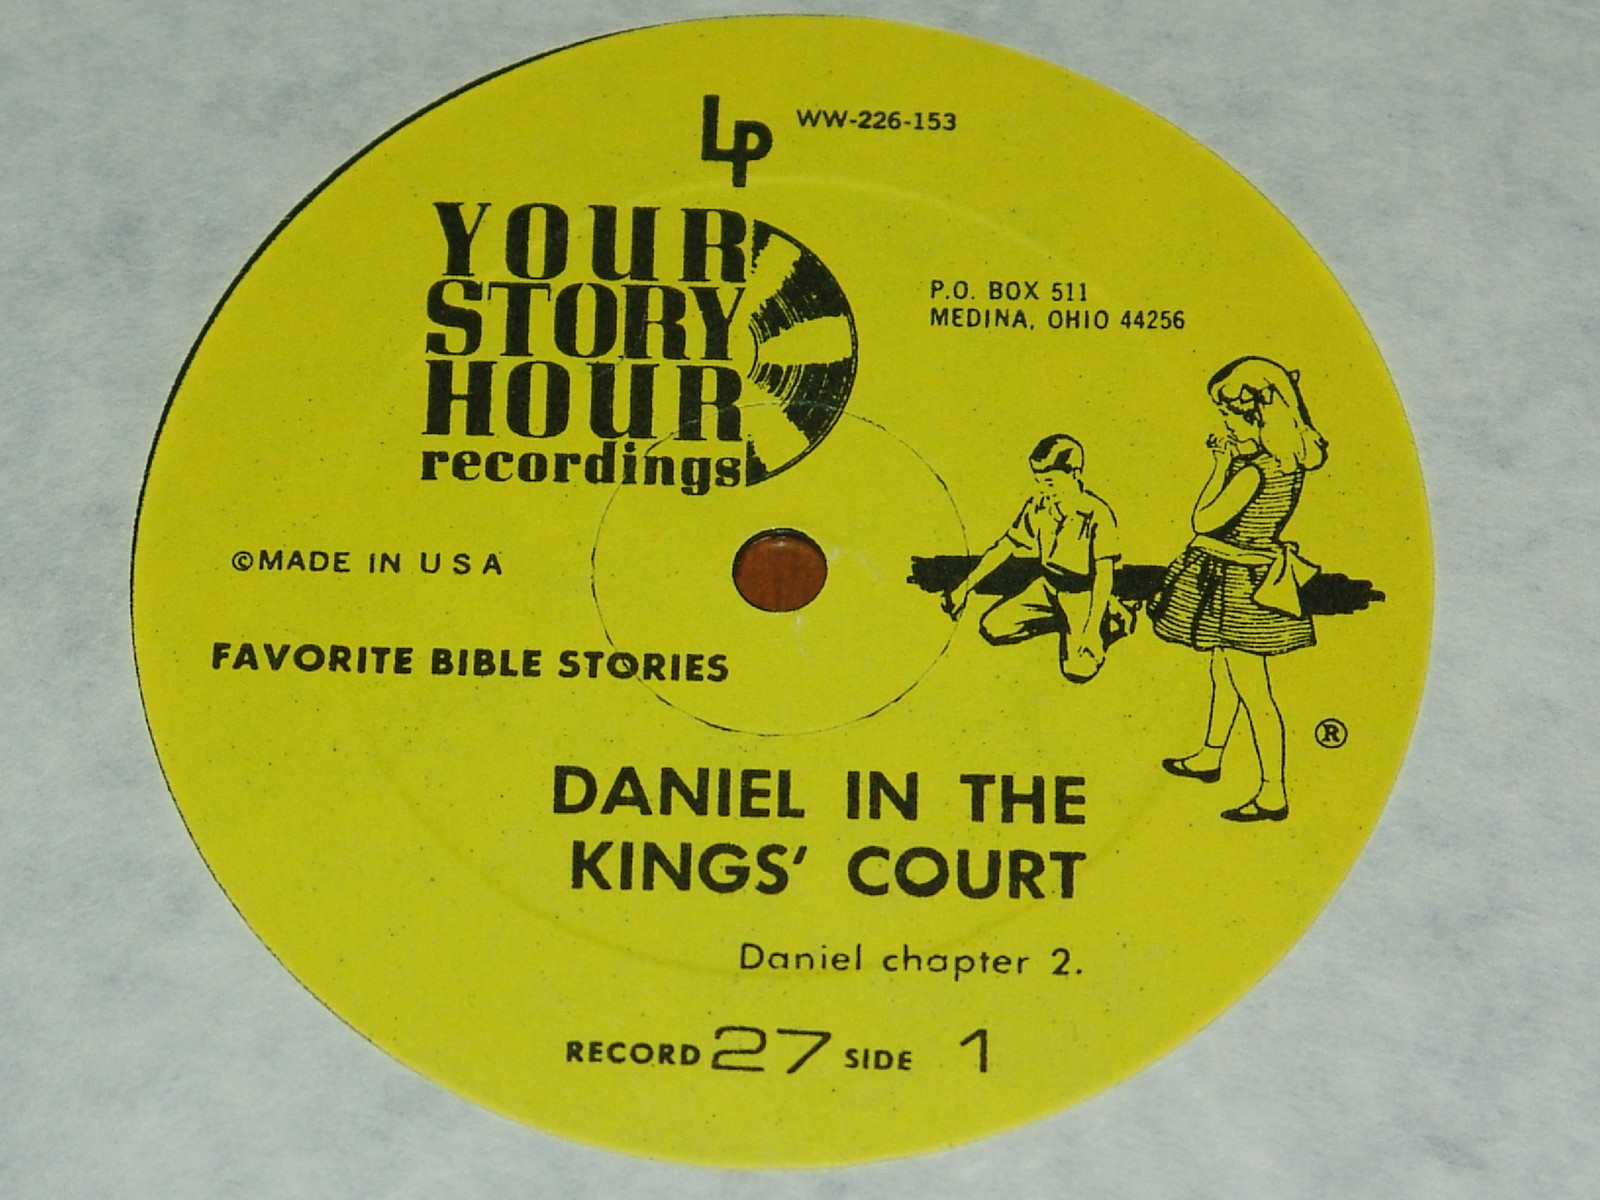 LP WW-226-153
YOUR
STORY
HOUR
recordings
P.O. BOX 511
MEDINA, OHIO 44256
©MADE IN U S A
FAVORITE BIBLE STORIES
®
DANIEL IN THE
KINGS' COURT
Daniel chapter 2.
RECORD 27 SIDE 1